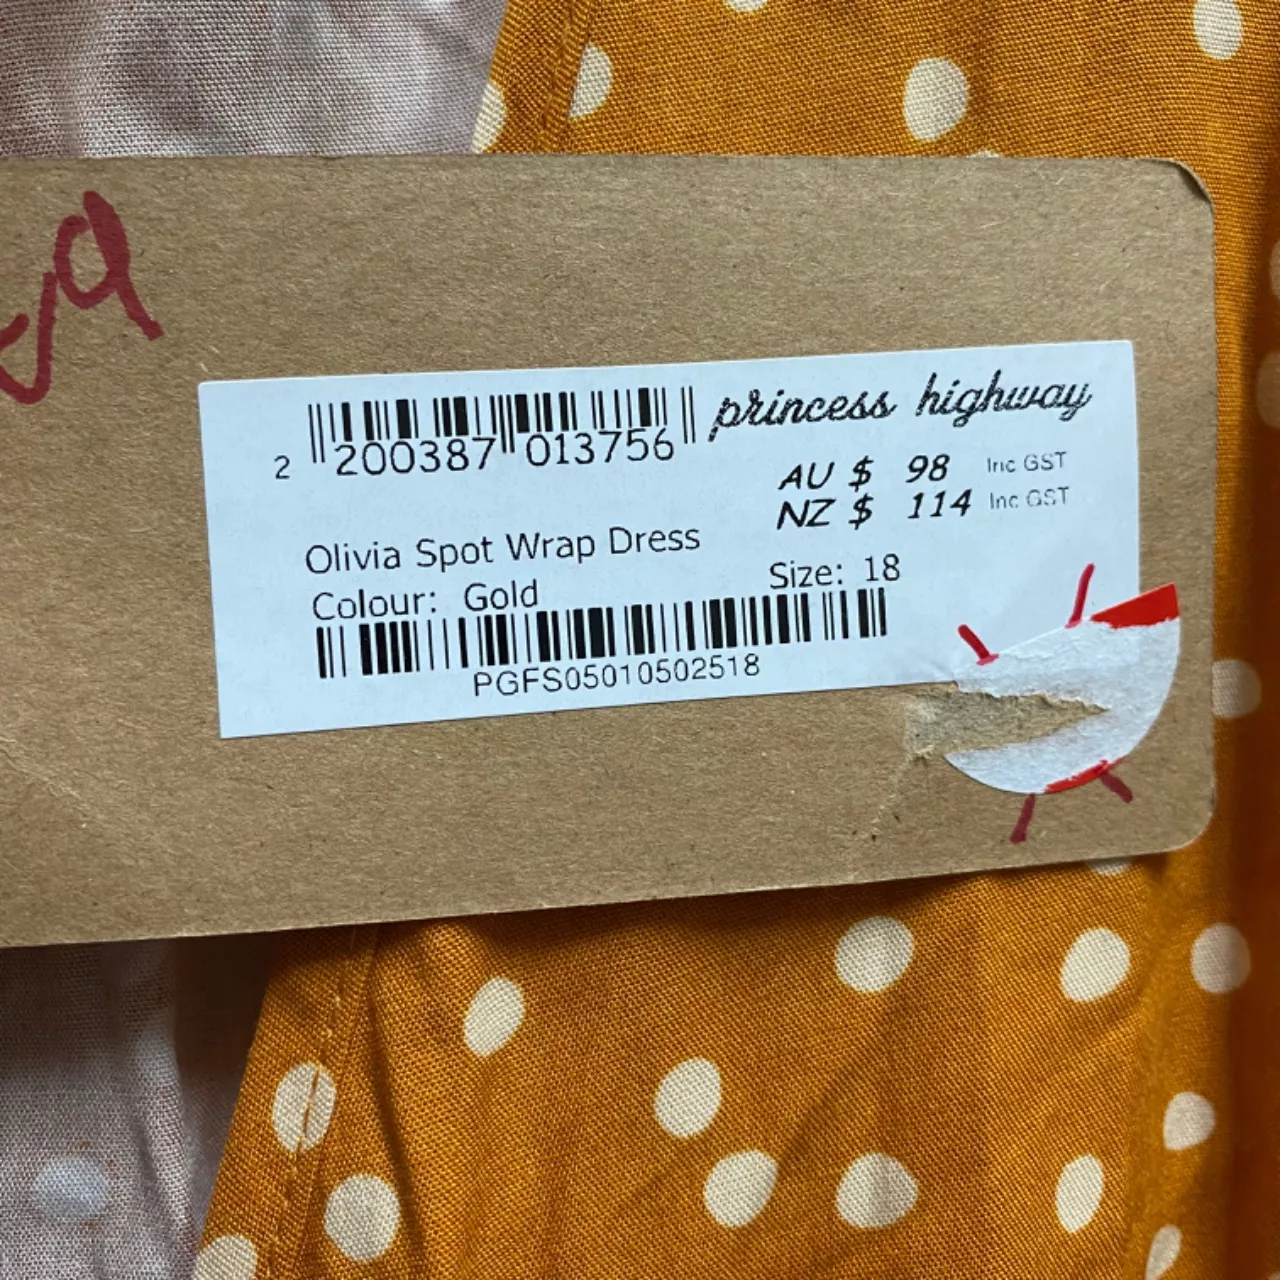 princess highway
2 200387 013756
AU $ 98 Inc GST
NZ $ 114 Inc GST
Olivia Spot Wrap Dress
Colour: Gold Size: 18
PGFS05010502518